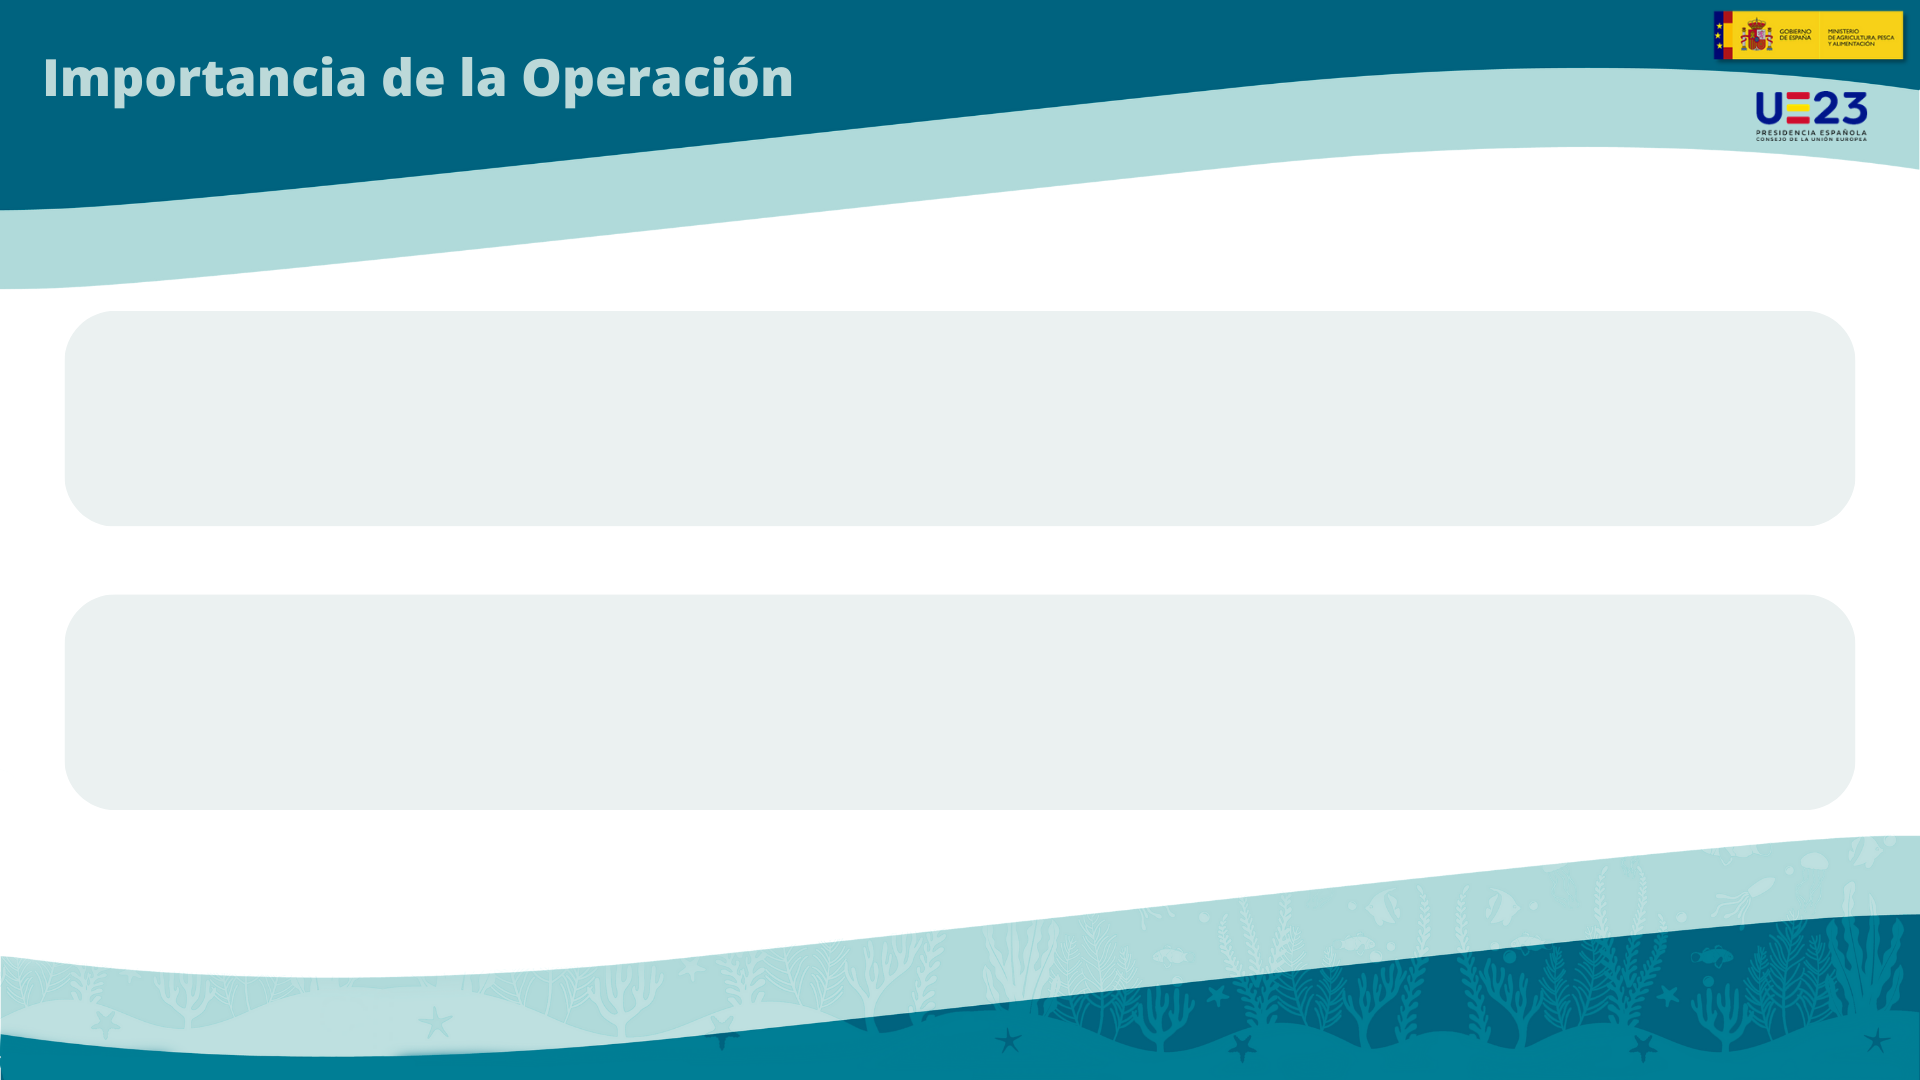 Importancia de la Operación
GOBIERNO
DE ESPAÑA
MINISTERIO
DE AGRICULTURA, PESCA
Y ALIMENTACIÓN
UE23
PRESIDENCIA ESPAÑOLA
CONSEJO DE LA UNIÓN EUROPEA